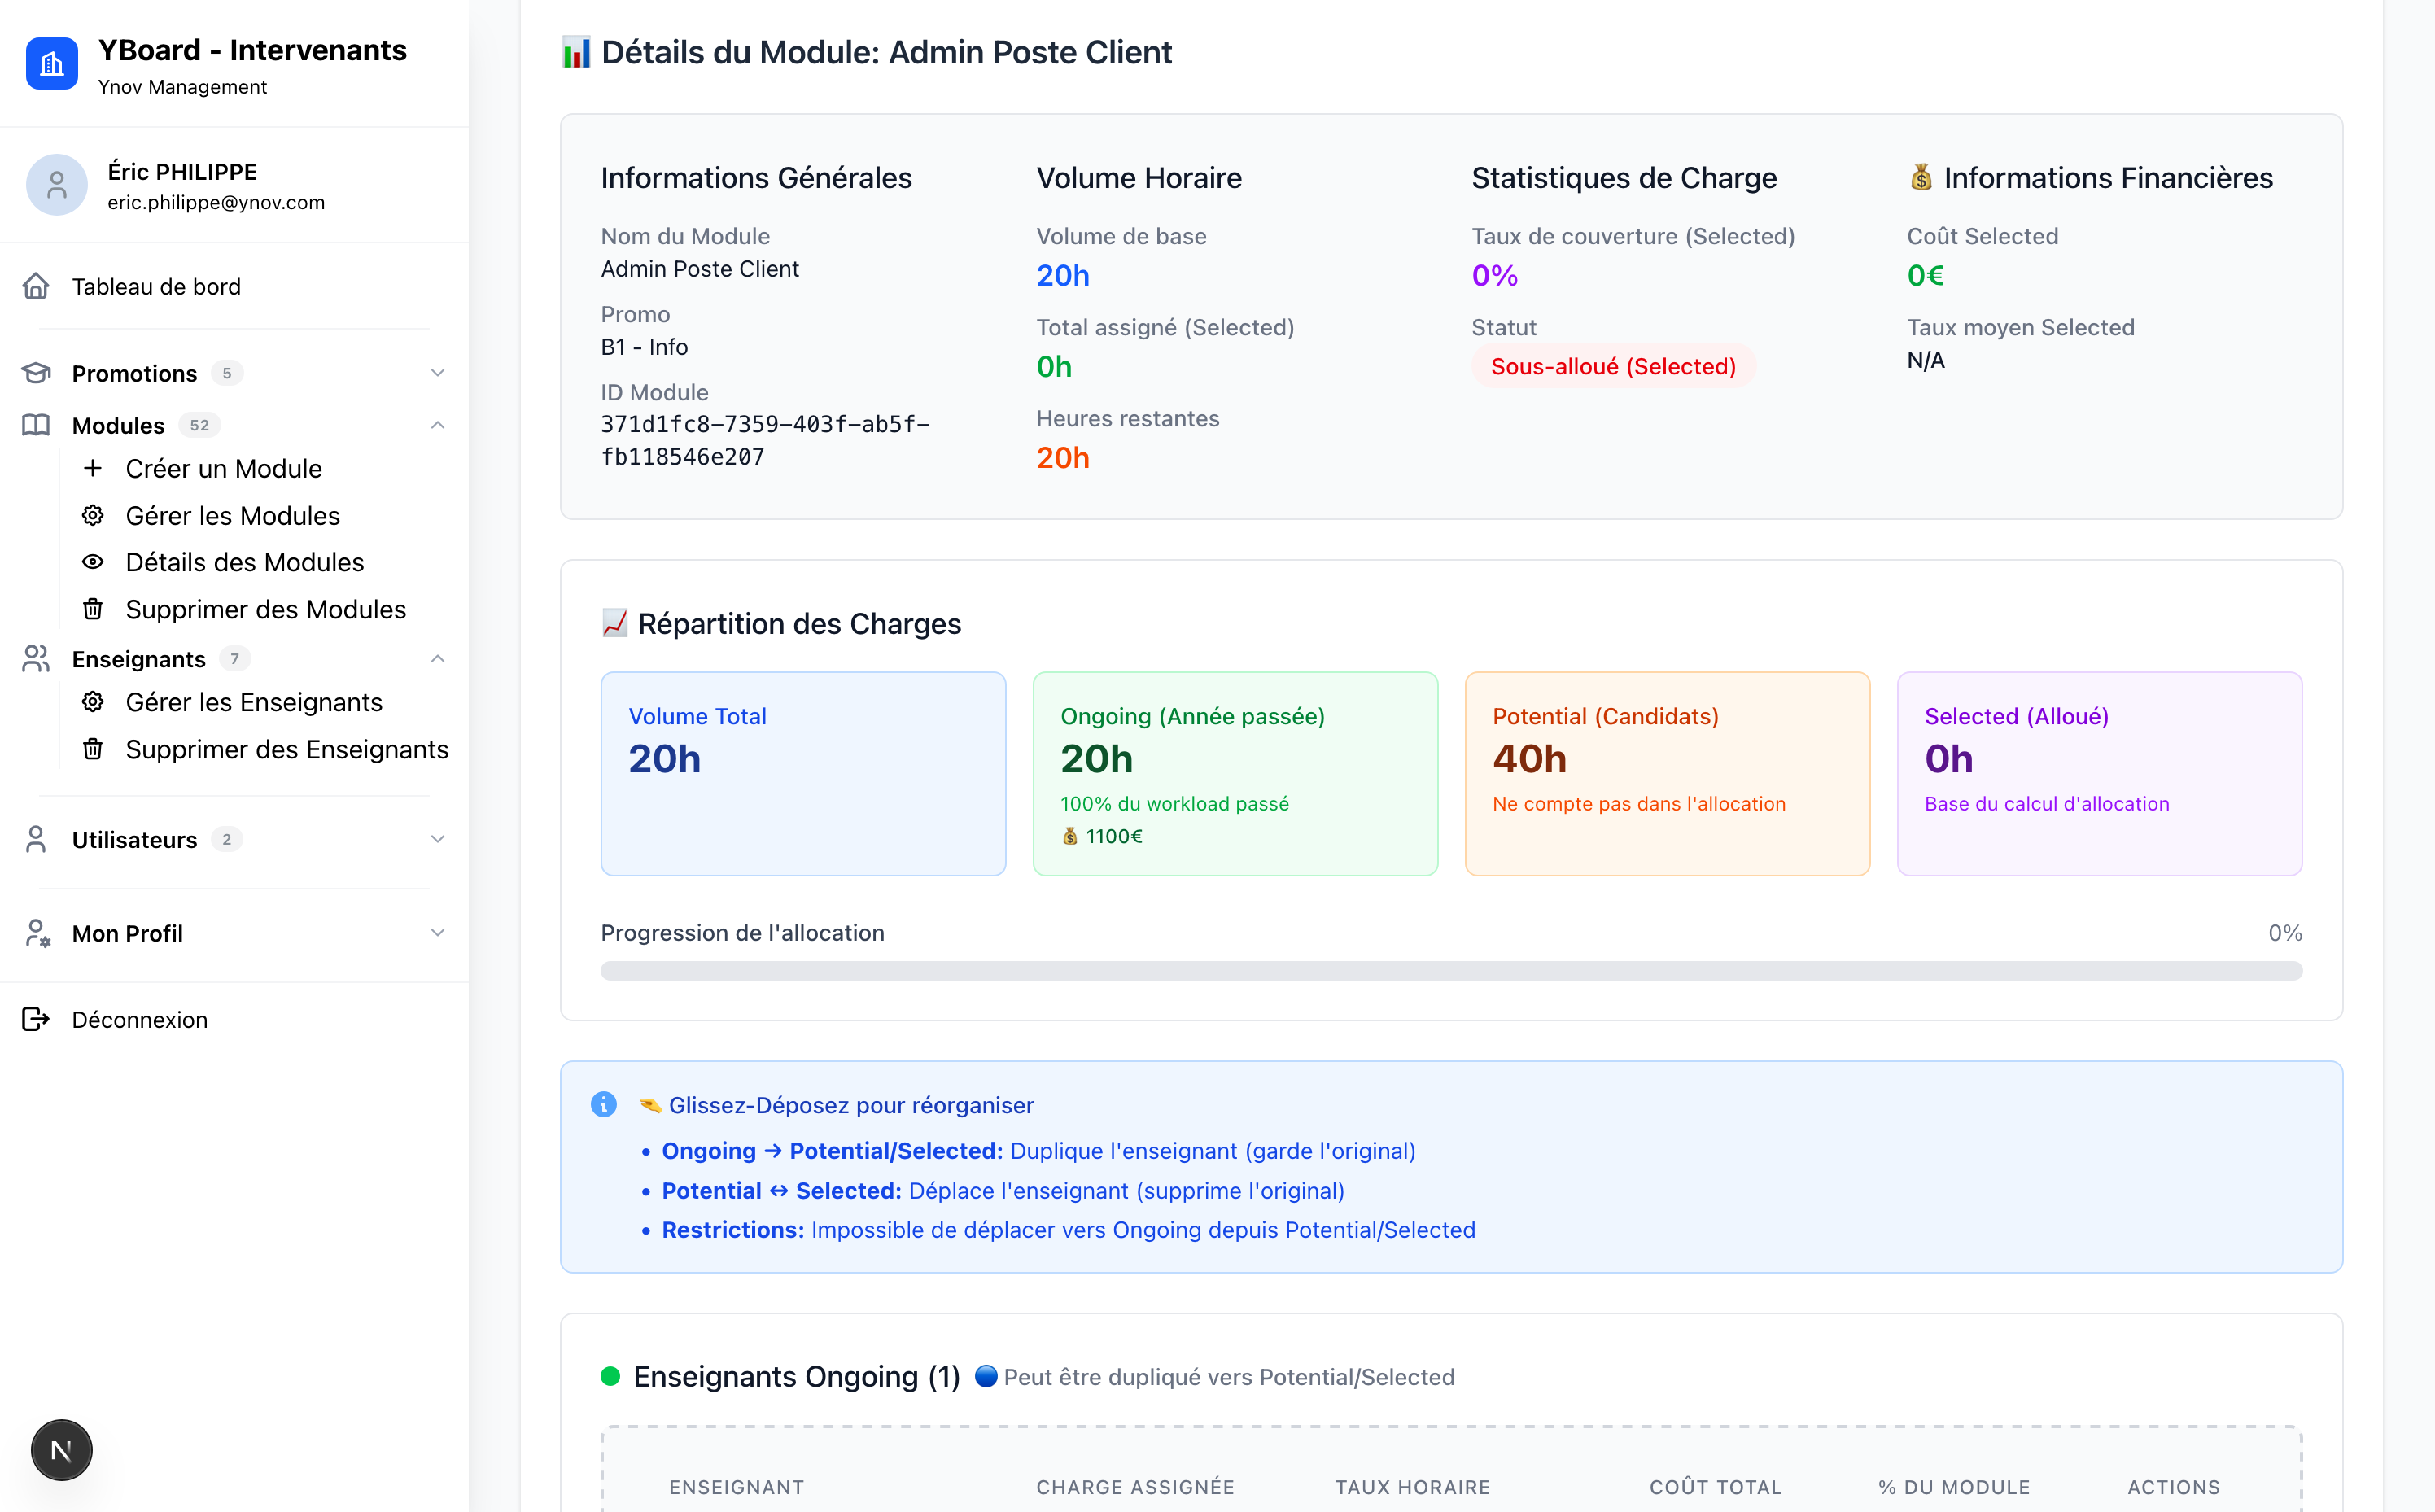 YBoard - Intervenants
Ynov Management
Éric PHILIPPE
eric.philippe@ynov.com
Tableau de bord
Promotions 5
Modules 52
Créer un Module
Gérer les Modules
Détails des Modules
Supprimer des Modules
Enseignants 7
Gérer les Enseignants
Supprimer des Enseignants
Utilisateurs 2
Mon Profil
Déconnexion
N
📊 Détails du Module: Admin Poste Client
Informations Générales
Nom du Module
Admin Poste Client
Promo
B1 - Info
ID Module
371d1fc8-7359-403f-ab5f-
fb118546e207
Volume Horaire
Volume de base
20h
Total assigné (Selected)
0h
Heures restantes
20h
Statistiques de Charge
Taux de couverture (Selected)
0%
Statut
Sous-alloué (Selected)
💰 Informations Financières
Coût Selected
0€
Taux moyen Selected
N/A
📈 Répartition des Charges
Volume Total
20h
Ongoing (Année passée)
20h
100% du workload passé
💰 1100€
Potential (Candidats)
40h
Ne compte pas dans l'allocation
Selected (Alloué)
0h
Base du calcul d'allocation
Progression de l'allocation 0%
Glissez-Déposez pour réorganiser
• Ongoing → Potential/Selected: Duplique l'enseignant (garde l'original)
• Potential ↔ Selected: Déplace l'enseignant (supprime l'original)
• Restrictions: Impossible de déplacer vers Ongoing depuis Potential/Selected
Enseignants Ongoing (1) 🔵 Peut être dupliqué vers Potential/Selected
ENSEIGNANT CHARGE ASSIGNÉE TAUX HORAIRE COÛT TOTAL % DU MODULE ACTIONS